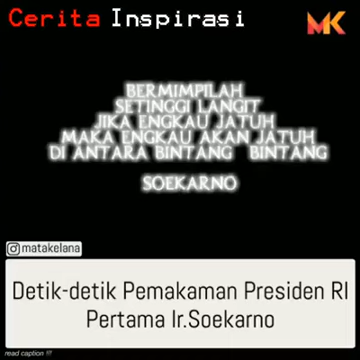 Cerita Inspirasi
MK
BERMIMPILAH
SETINGGI LANGIT
JIKA ENGKAU JATUH
MAKA ENGKAU AKAN JATUH
DI ANTARA BINTANG BINTANG
SOEKARNO
matakelana
Detik-detik Pemakaman Presiden RI
Pertama Ir.Soekarno
read caption !!!